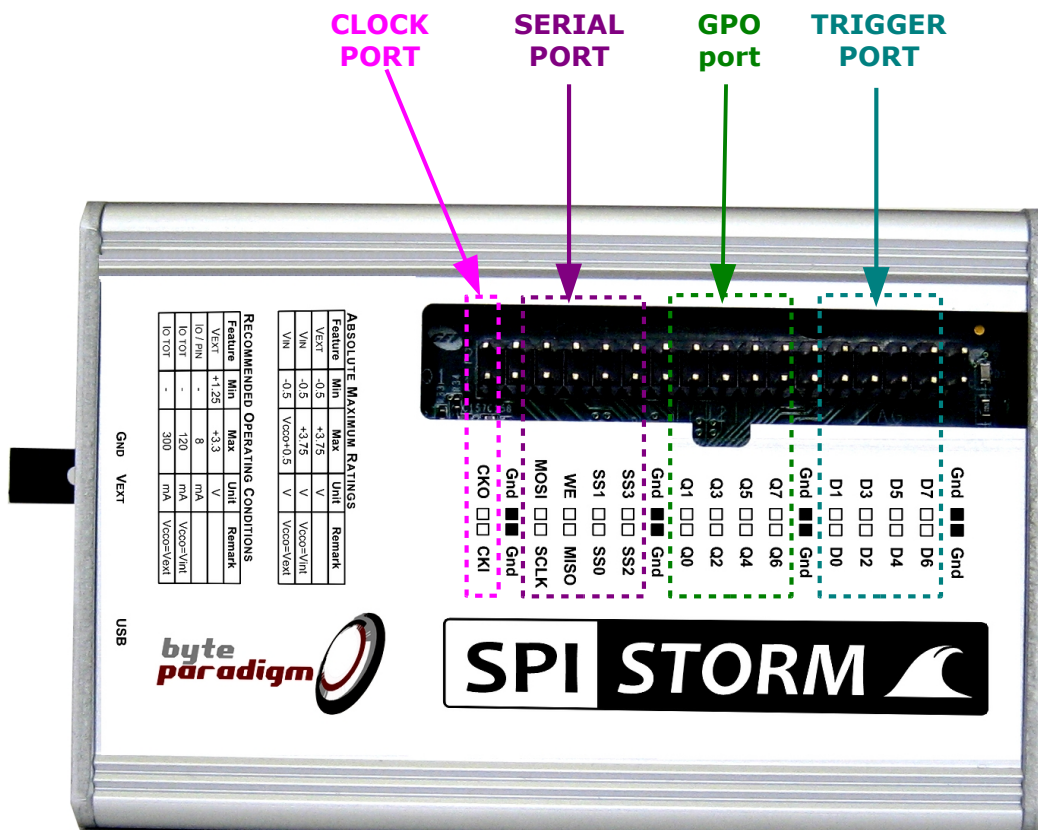 CLOCK
PORT
SERIAL
PORT
GPO
port
TRIGGER
PORT
ABSOLUTE MAXIMUM RATINGS
Feature Min Max Unit Remark
VEXT -0.5 +3.75 V
VIN -0.5 +3.75 V Vcco=Vint
VIN -0.5 Vcco+0.5 V Vcco=Vext
RECOMMENDED OPERATING CONDITIONS
Feature Min Max Unit Remark
VEXT +1.25 +3.3 V
IO / PIN - 8 mA
IO TOT - 120 mA Vcco=Vint
IO TOT - 300 mA Vcco=Vext
GND
VEXT
USB
CKO CKI
Gnd Gnd
MOSI SCLK
WE MISO
SS1 SS0
SS3 SS2
Gnd Gnd
Q1 Q0
Q3 Q2
Q5 Q4
Q7 Q6
Gnd Gnd
D1 D0
D3 D2
D5 D4
D7 D6
Gnd Gnd
byte
paradigm
SPI STORM